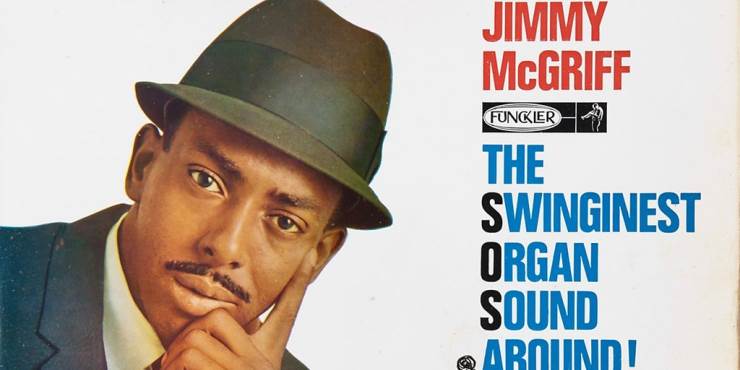 JIMMY
McGRIFF
FUNCKLER
THE
SWINGINEST
ORGAN
SOUND
AROUND!